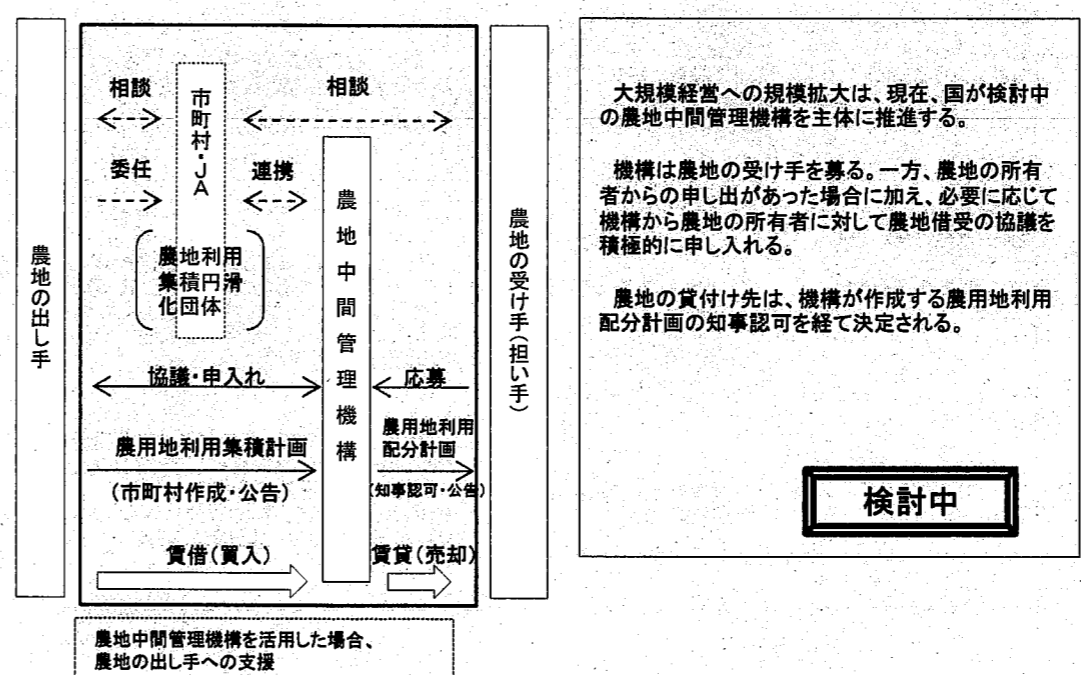 農地の出し手
相談
相談
市町村・JA
委任
連携
農地利用
集積円滑
化団体
農地中間管理機構
協議・申入れ
応募
農用地利用集積計画
(市町村作成・公告)
農用地利用
配分計画
(知事認可・公告)
賃借(買入)
賃貸(売却)
農地の受け手(担い手)
農地中間管理機構を活用した場合、
農地の出し手への支援
大規模経営への規模拡大は、現在、国が検討中
の農地中間管理機構を主体に推進する。
機構は農地の受け手を募る。一方、農地の所有
者からの申し出があった場合に加え、必要に応じて
機構から農地の所有者に対して農地借受の協議を
積極的に申し入れる。
農地の貸付け先は、機構が作成する農用地利用
配分計画の知事認可を経て決定される。
検討中